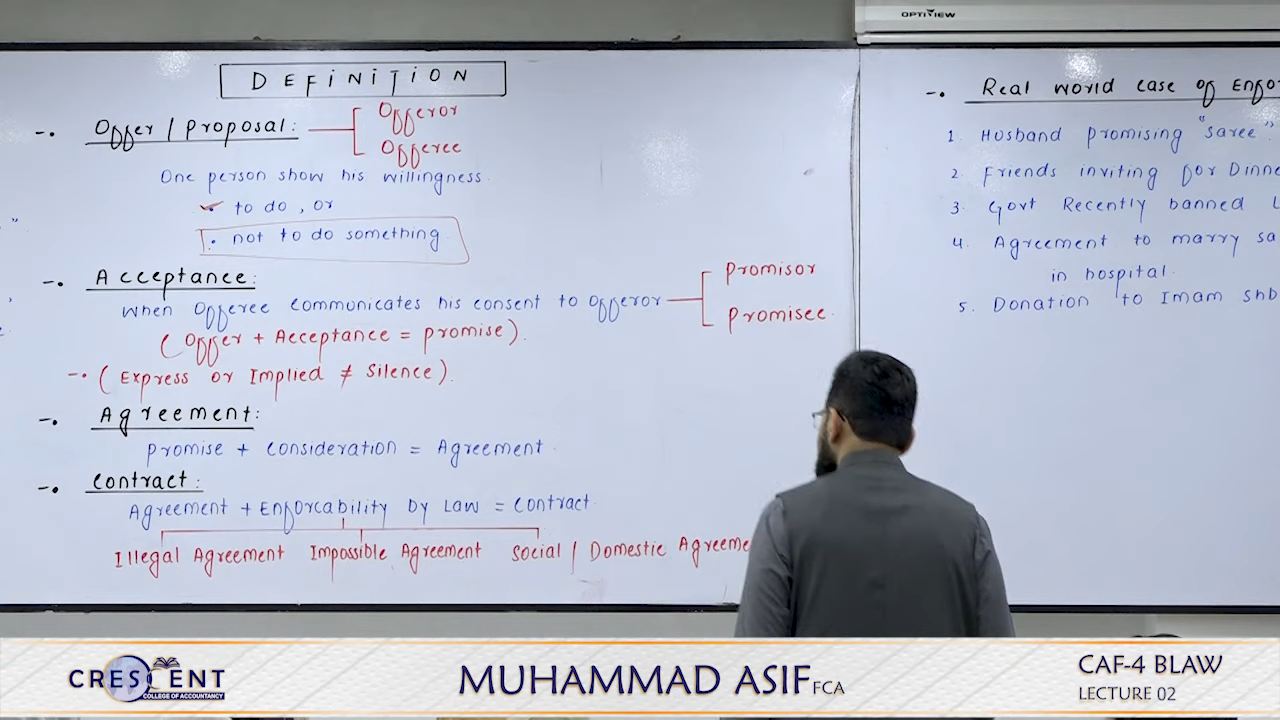 OPTIVIEW
DEFINITION
-. Offer / Proposal:
Offeror
Offeree
One person show his willingness.
• to do, or
• not to do something
-. Acceptance:
When Offeree communicates his consent to Offeror
Promisor
Promisee.
(Offer + Acceptance = promise).
-• (Express or Implied ≠ Silence).
-. Agreement:
Promise + Consideration = Agreement.
-. Contract:
Agreement + Enforcability by Law = Contract.
Illegal Agreement Impossible Agreement Social / Domestic Agreeme
-. Real world case of Enfor
1. Husband promising "saree".
2. Friends inviting for Dinne
3. Govt Recently banned L
4. Agreement to marry sa
in hospital.
5. Donation to Imam Shb
CRESCENT
COLLEGE OF ACCOUNTANCY
MUHAMMAD ASIF FCA
CAF-4 BLAW
LECTURE 02